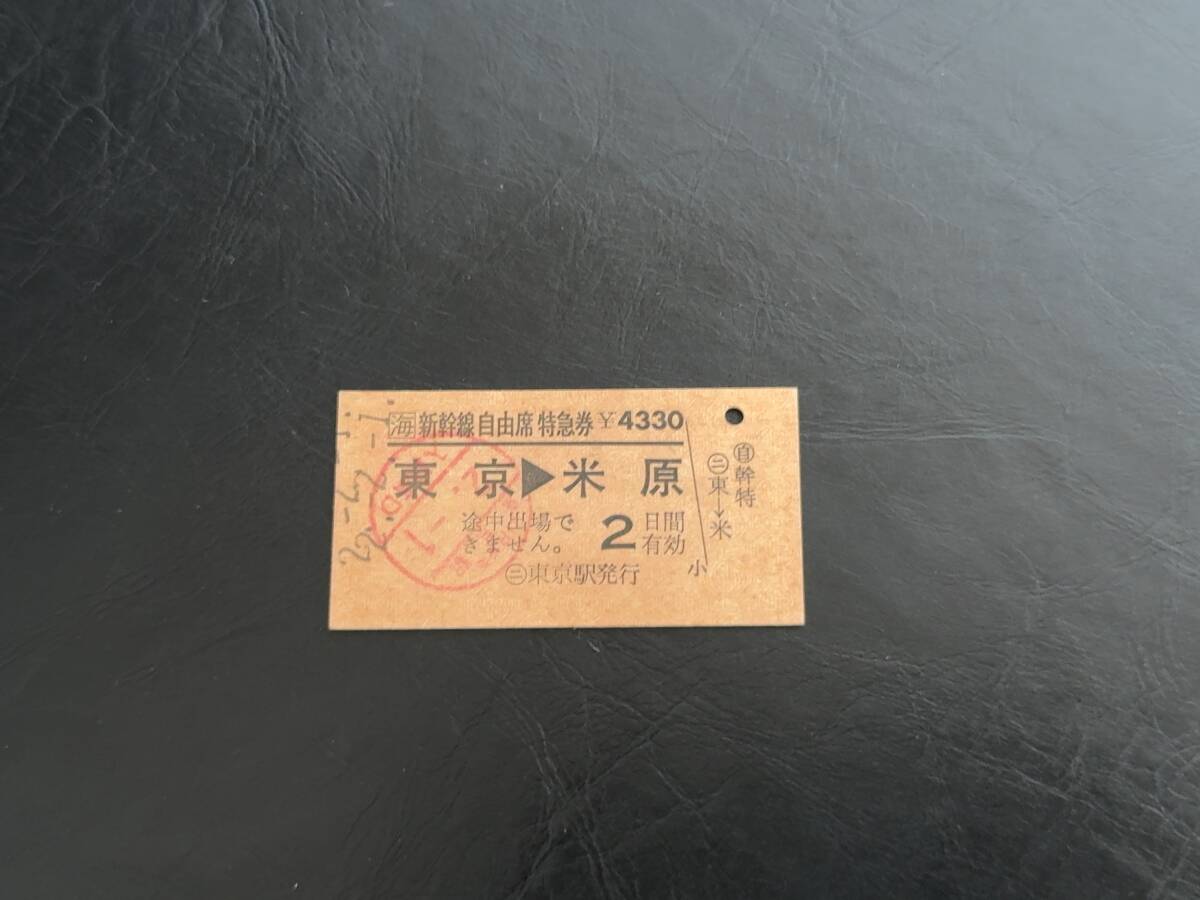 海 新幹線自由席特急券 ¥4330
東京▶米原
途中出場で
きません。
2日間
有効
㊁東京駅発行
小
㊂自幹特
㊁東→米